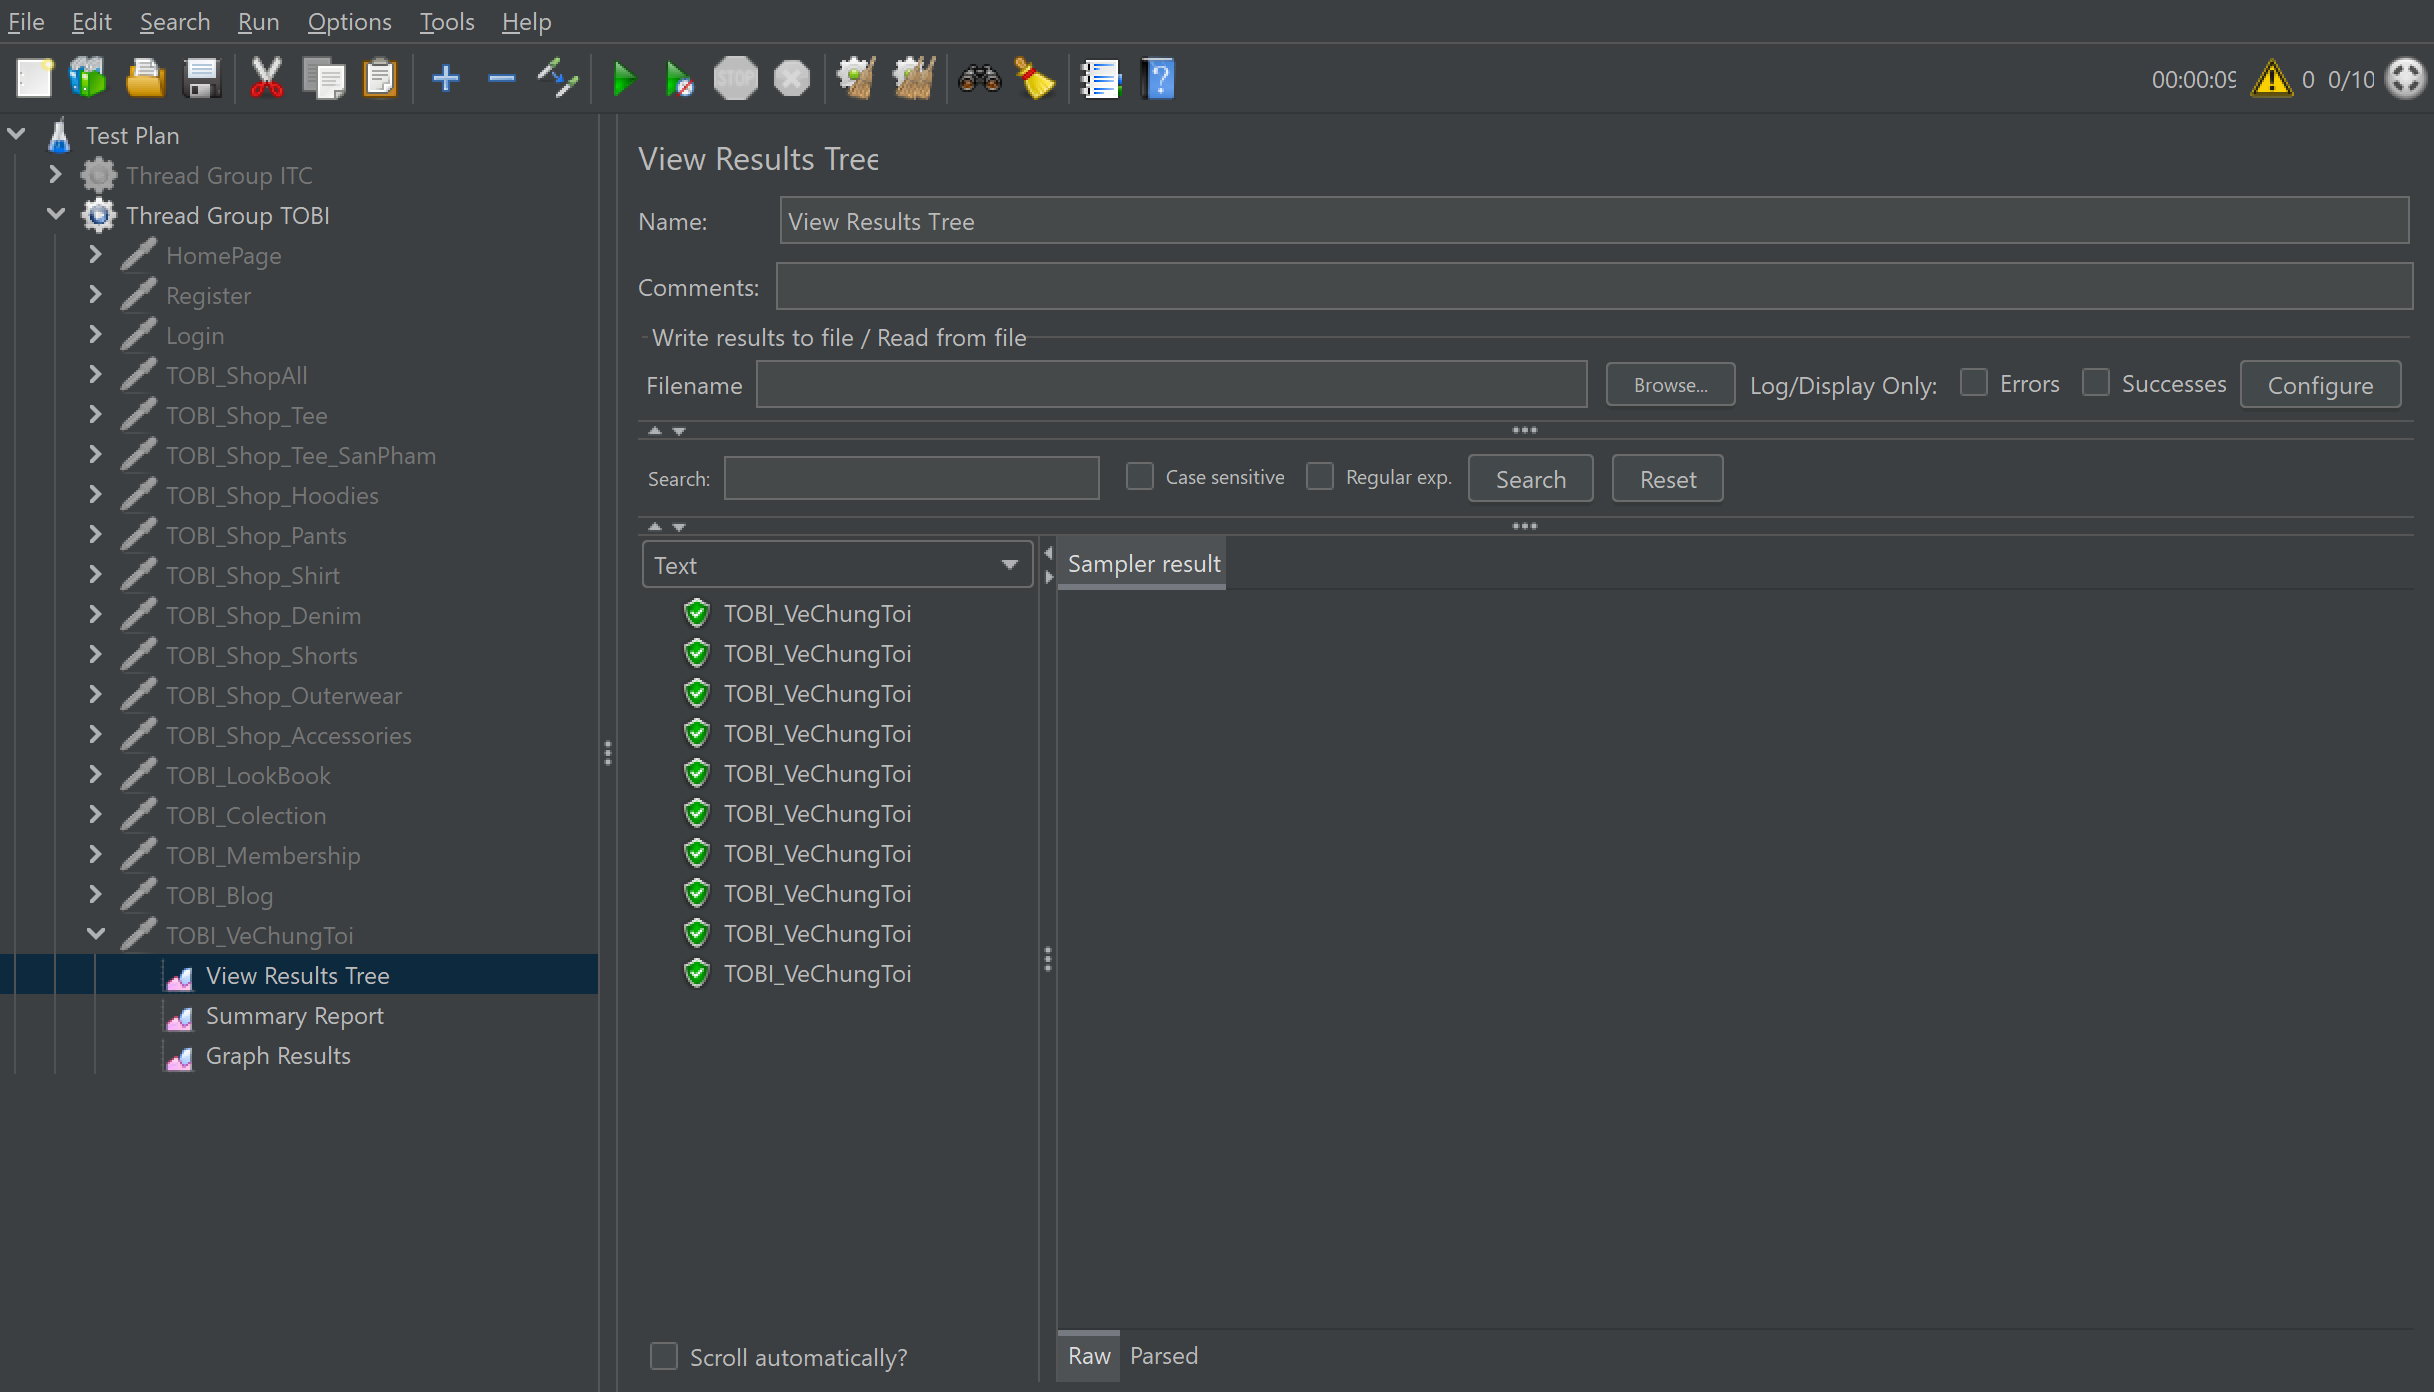 File Edit Search Run Options Tools Help
STOP
00:00:09 0 0/10
Test Plan
Thread Group ITC
Thread Group TOBI
HomePage
Register
Login
TOBI_ShopAll
TOBI_Shop_Tee
TOBI_Shop_Tee_SanPham
TOBI_Shop_Hoodies
TOBI_Shop_Pants
TOBI_Shop_Shirt
TOBI_Shop_Denim
TOBI_Shop_Shorts
TOBI_Shop_Outerwear
TOBI_Shop_Accessories
TOBI_LookBook
TOBI_Colection
TOBI_Membership
TOBI_Blog
TOBI_VeChungToi
View Results Tree
Summary Report
Graph Results
View Results Tree
Name: View Results Tree
Comments:
Write results to file / Read from file
Filename Browse... Log/Display Only: Errors Successes Configure
Search: Case sensitive Regular exp. Search Reset
Text
Sampler result
TOBI_VeChungToi
TOBI_VeChungToi
TOBI_VeChungToi
TOBI_VeChungToi
TOBI_VeChungToi
TOBI_VeChungToi
TOBI_VeChungToi
TOBI_VeChungToi
TOBI_VeChungToi
TOBI_VeChungToi
Scroll automatically?
Raw Parsed